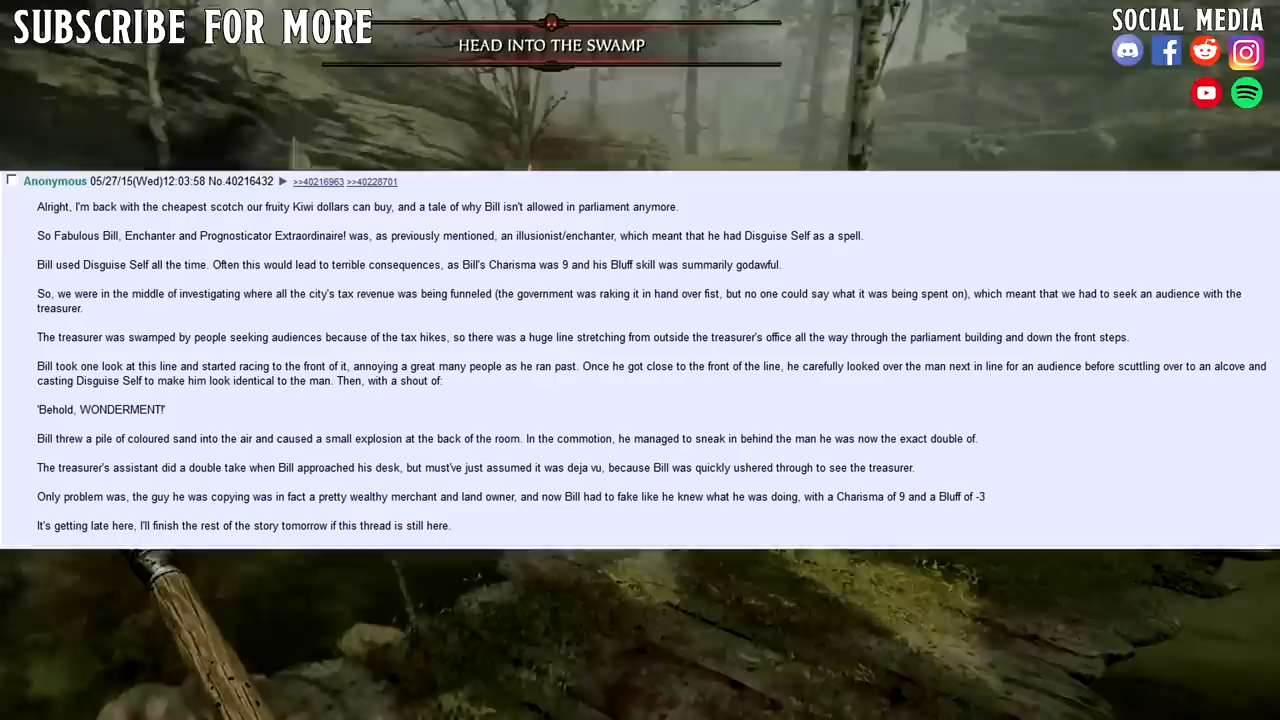 SUBSCRIBE FOR MORE
HEAD INTO THE SWAMP
SOCIAL MEDIA
Anonymous 05/27/15(Wed)12:03:58 No.40216432 ▶ >>40216963 >>40228701
Alright, I'm back with the cheapest scotch our fruity Kiwi dollars can buy, and a tale of why Bill isn't allowed in parliament anymore.
So Fabulous Bill, Enchanter and Prognosticator Extraordinaire! was, as previously mentioned, an illusionist/enchanter, which meant that he had Disguise Self as a spell.
Bill used Disguise Self all the time. Often this would lead to terrible consequences, as Bill's Charisma was 9 and his Bluff skill was summarily godawful.
So, we were in the middle of investigating where all the city's tax revenue was being funneled (the government was raking it in hand over fist, but no one could say what it was being spent on), which meant that we had to seek an audience with the
treasurer.
The treasurer was swamped by people seeking audiences because of the tax hikes, so there was a huge line stretching from outside the treasurer's office all the way through the parliament building and down the front steps.
Bill took one look at this line and started racing to the front of it, annoying a great many people as he ran past. Once he got close to the front of the line, he carefully looked over the man next in line for an audience before scuttling over to an alcove and
casting Disguise Self to make him look identical to the man. Then, with a shout of:
'Behold, WONDERMENT!'
Bill threw a pile of coloured sand into the air and caused a small explosion at the back of the room. In the commotion, he managed to sneak in behind the man he was now the exact double of.
The treasurer's assistant did a double take when Bill approached his desk, but must've just assumed it was deja vu, because Bill was quickly ushered through to see the treasurer.
Only problem was, the guy he was copying was in fact a pretty wealthy merchant and land owner, and now Bill had to fake like he knew what he was doing, with a Charisma of 9 and a Bluff of -3
It's getting late here, I'll finish the rest of the story tomorrow if this thread is still here.